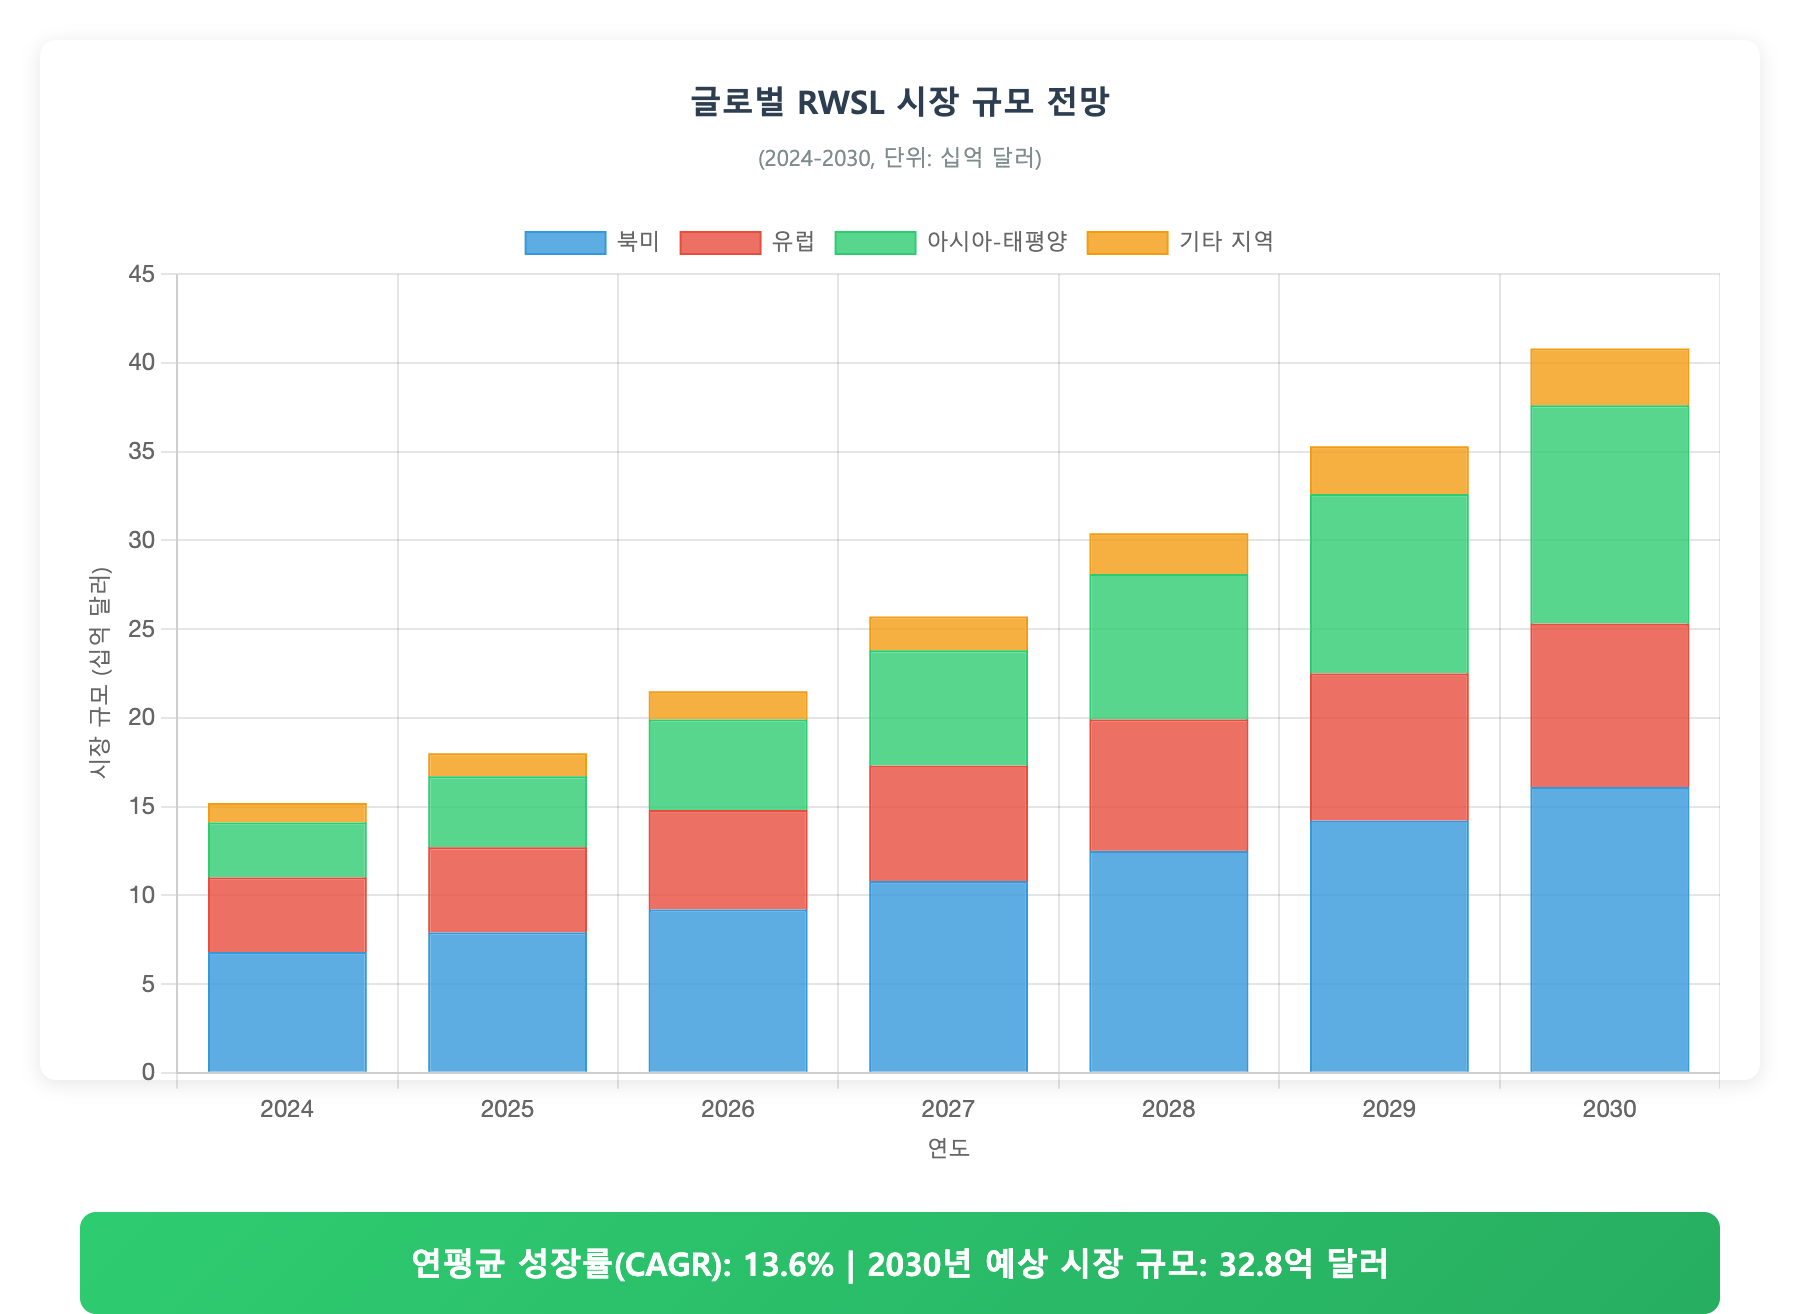 글로벌 RWSL 시장 규모 전망
(2024-2030, 단위: 십억 달러)
북미 유럽 아시아-태평양 기타 지역
45
40
35
30
25
20
15
10
5
0
시장 규모 (십억 달러)
2024 2025 2026 2027 2028 2029 2030
연도
연평균 성장률(CAGR): 13.6% | 2030년 예상 시장 규모: 32.8억 달러